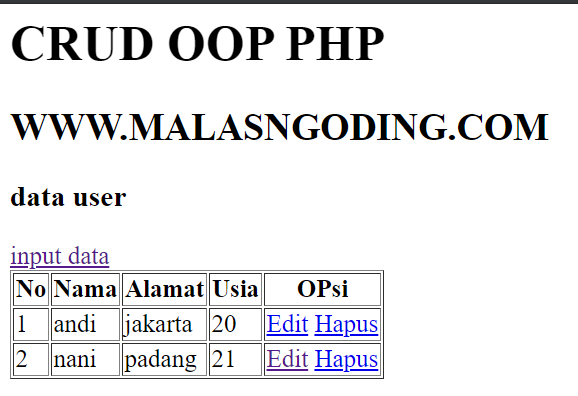 CRUD OOP PHP
WWW.MALASNGODING.COM
data user
input data
No Nama Alamat Usia OPsi
1 andi jakarta 20 Edit Hapus
2 nani padang 21 Edit Hapus